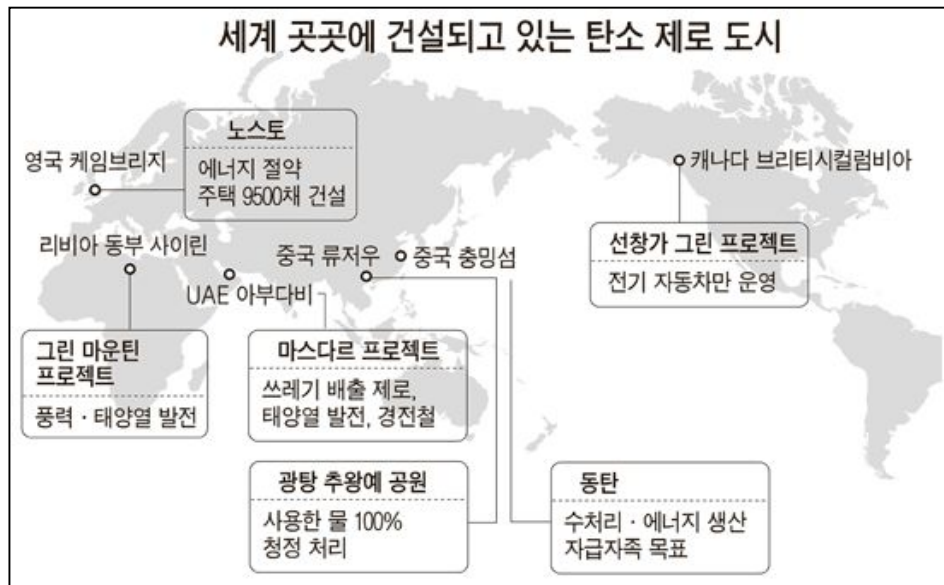 세계 곳곳에 건설되고 있는 탄소 제로 도시
노스토
에너지 절약
주택 9500채 건설
영국 케임브리지
캐나다 브리티시컬럼비아
선창가 그린 프로젝트
전기 자동차만 운영
리비아 동부 사이린
중국 류저우
중국 충밍섬
UAE 아부다비
그린 마운틴
프로젝트
풍력 · 태양열 발전
마스다르 프로젝트
쓰레기 배출 제로,
태양열 발전, 경전철
광탕 추왕예 공원
사용한 물 100%
청정 처리
동탄
수처리 · 에너지 생산
자급자족 목표